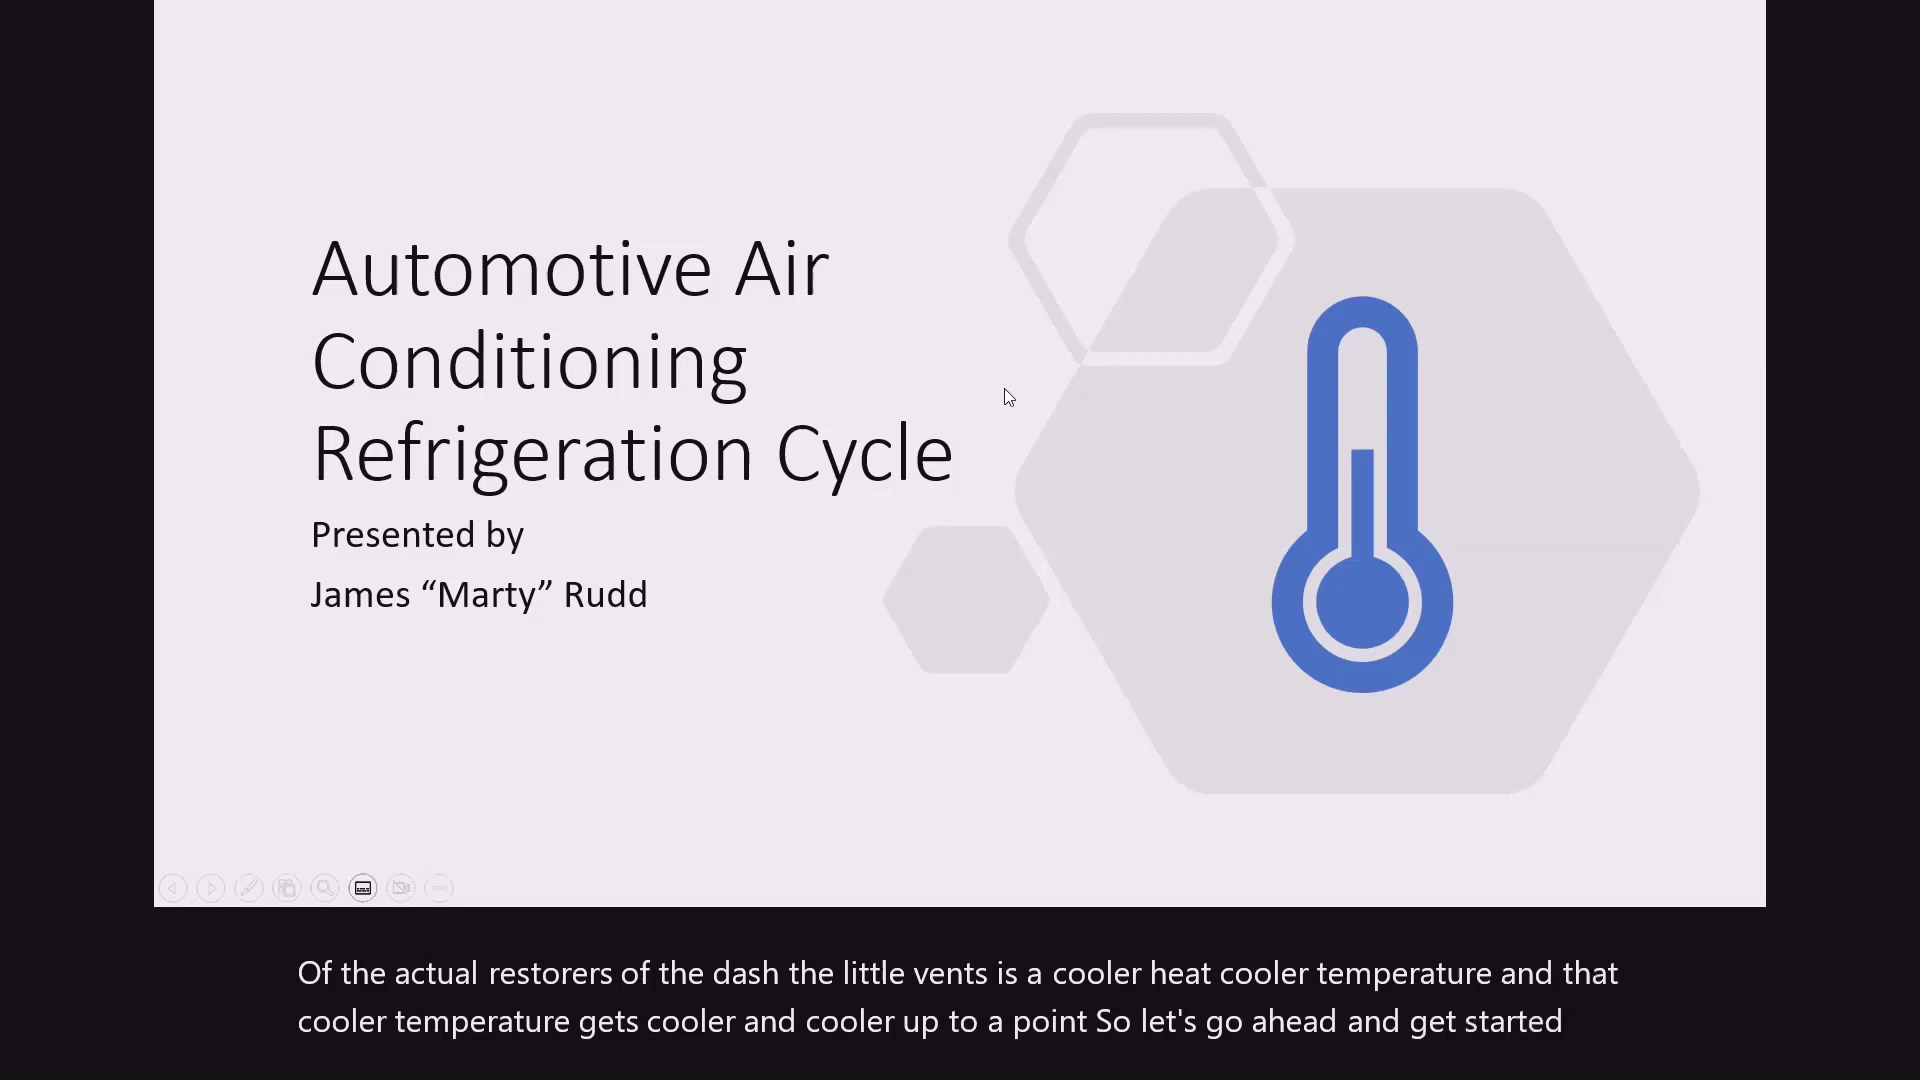 Automotive Air
Conditioning
Refrigeration Cycle
Presented by
James “Marty” Rudd
Of the actual restorers of the dash the little vents is a cooler heat cooler temperature and that
cooler temperature gets cooler and cooler up to a point So let's go ahead and get started